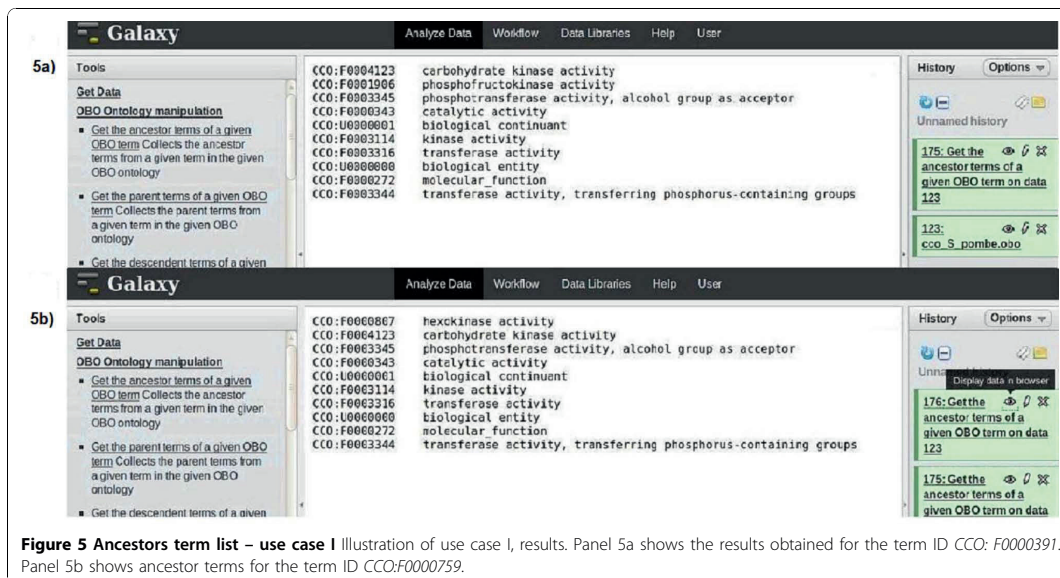 Galaxy
Analyze Data Workflow Data Libraries Help User
5a)
Tools
Get Data
OBO Ontology manipulation
Get the ancestor terms of a given
OBO term Collects the ancestor
terms from a given term in the given
OBO ontology
Get the parent terms of a given OBO
term Collects the parent terms from
a given term in the given OBO
ontology
Get the descendent terms of a given
CCO:F0004123 carbohydrate kinase activity
CCO:F0001906 phosphofructokinase activity
CCO:F0003345 phosphotransferase activity, alcohol group as acceptor
CCO:F0000343 catalytic activity
CCO:U0000001 biological continuant
CCO:F0003114 kinase activity
CCO:F0003316 transferase activity
CCO:U0000000 biological entity
CCO:F0000272 molecular_function
CCO:F0003344 transferase activity, transferring phosphorus-containing groups
History Options
Unnamed history
175: Get the
ancestor terms of a
given OBO term on data
123
123:
cco_S_pombe.obo
Galaxy
Analyze Data Workflow Data Libraries Help User
5b)
Tools
Get Data
OBO Ontology manipulation
Get the ancestor terms of a given
OBO term Collects the ancestor
terms from a given term in the given
OBO ontology
Get the parent terms of a given OBO
term Collects the parent terms from
a given term in the given OBO
ontology
Get the descendent terms of a given
CCO:F0000807 hexokinase activity
CCO:F0004123 carbohydrate kinase activity
CCO:F0003345 phosphotransferase activity, alcohol group as acceptor
CCO:F0000343 catalytic activity
CCO:U0000001 biological continuant
CCO:F0003114 kinase activity
CCO:F0003316 transferase activity
CCO:U0000000 biological entity
CCO:F0000272 molecular_function
CCO:F0003344 transferase activity, transferring phosphorus-containing groups
History Options
Display data in browser
176: Get the
ancestor terms of a
given OBO term on data
123
175: Get the
ancestor terms of a
given OBO term on data
Figure 5 Ancestors term list – use case I Illustration of use case I, results. Panel 5a shows the results obtained for the term ID CCO: F0000391.
Panel 5b shows ancestor terms for the term ID CCO:F0000759.